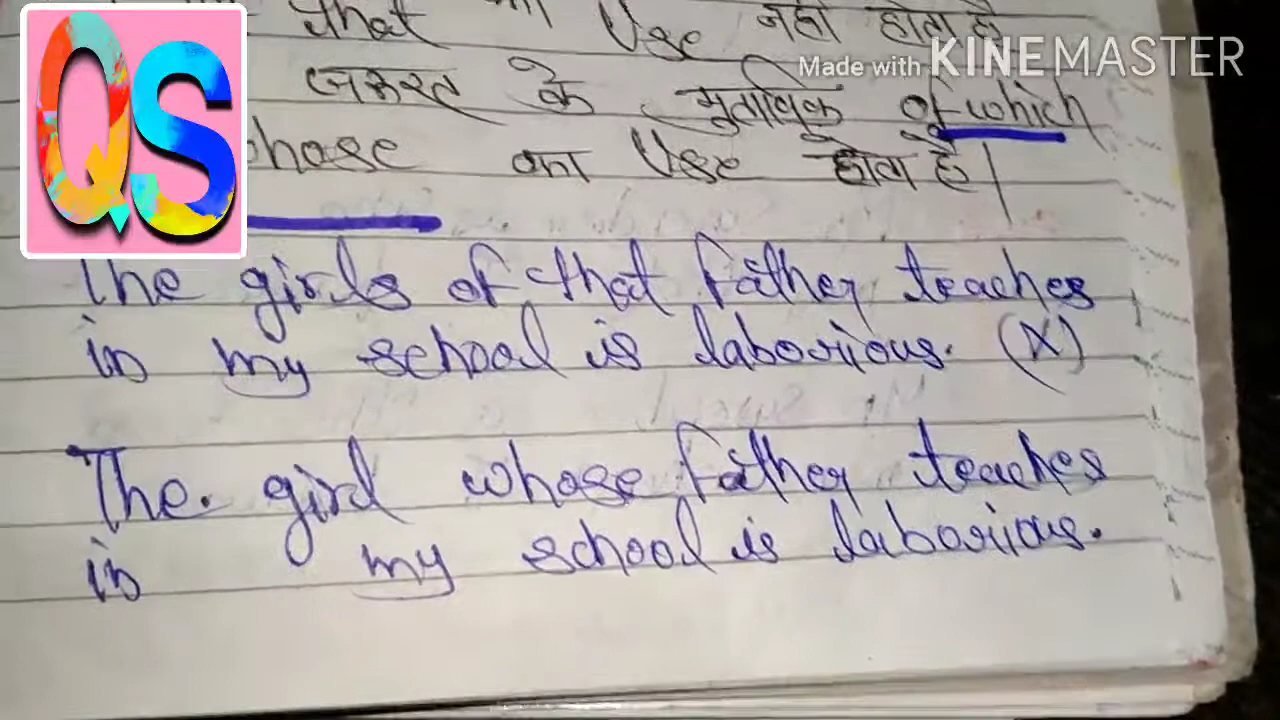 that का Use नहीं होता है
Made with KINEMASTER
QS
जरूरत के मुताबिक of which
whose का Use होता है।
The girls of that father teaches
in my school is laborious. (X)
The. girl whose father teaches
in my school is laborious.